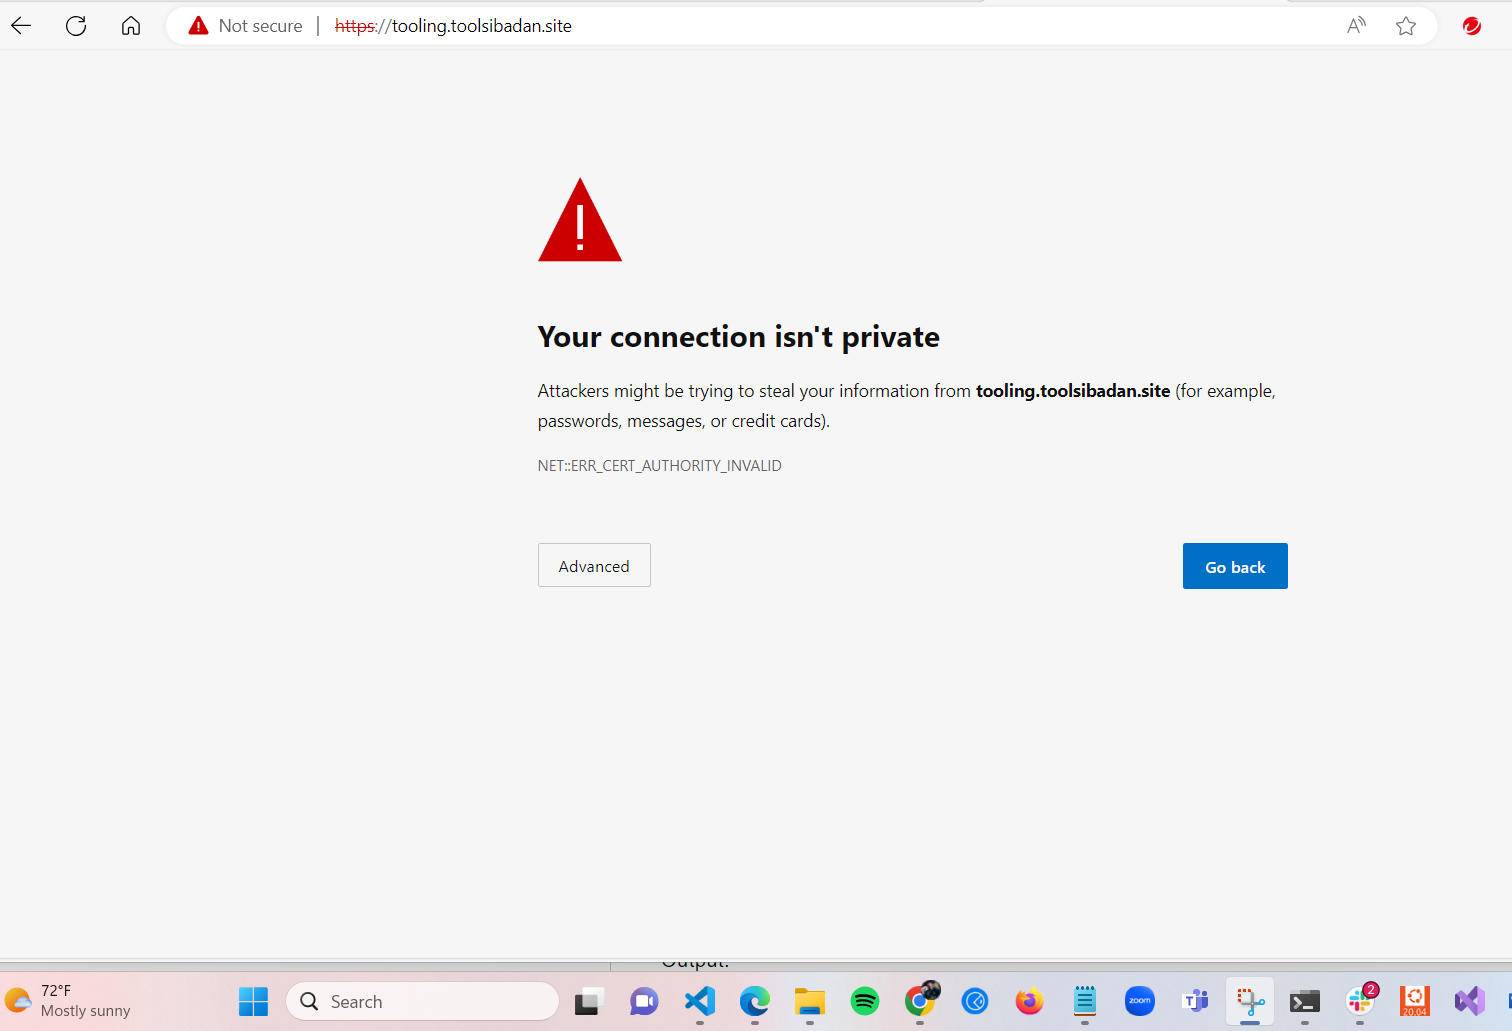 Not secure | https://tooling.toolsibadan.site
Your connection isn't private
Attackers might be trying to steal your information from tooling.toolsibadan.site (for example,
passwords, messages, or credit cards).
NET::ERR_CERT_AUTHORITY_INVALID
Advanced
Go back
Output:
72°F
Mostly sunny
Search
zoom
2
20.04